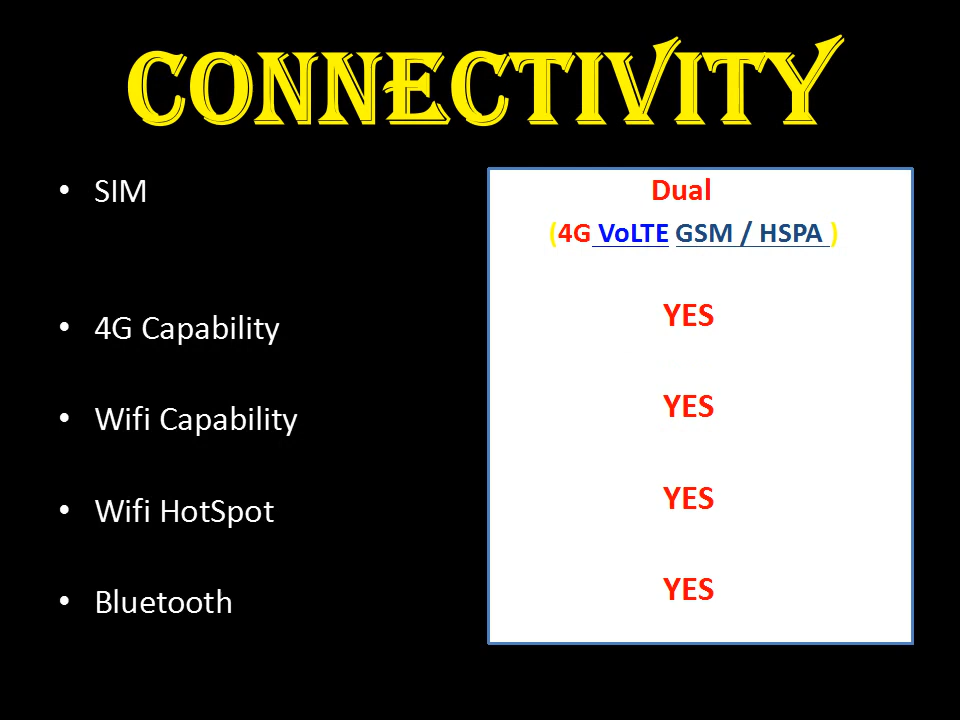 CONNECTIVITY
• SIM
Dual
(4G VoLTE GSM / HSPA )
• 4G Capability
YES
• Wifi Capability
YES
• Wifi HotSpot
YES
• Bluetooth
YES